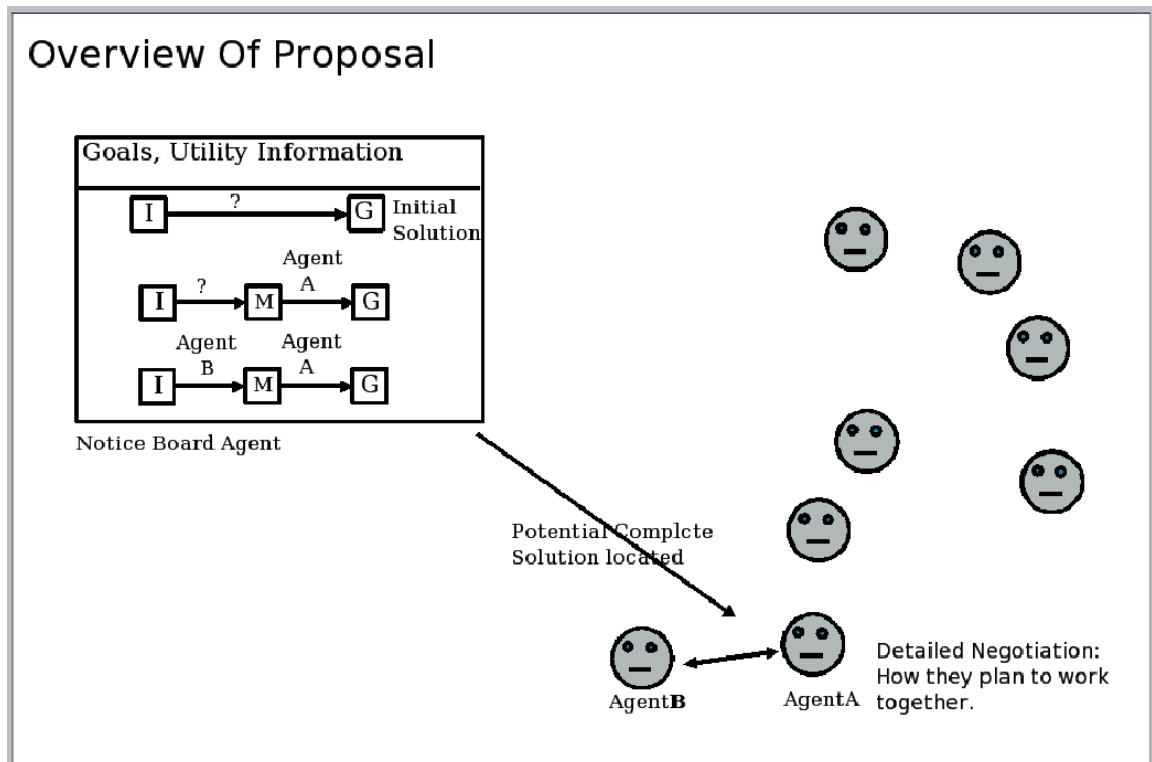 Overview Of Proposal
Goals, Utility Information
I
?
G
Initial
Solution
Agent
A
I
?
M
G
Agent
B
Agent
A
I
M
G
Notice Board Agent
Potential Complete
Solution located
AgentB
AgentA
Detailed Negotiation:
How they plan to work
together.